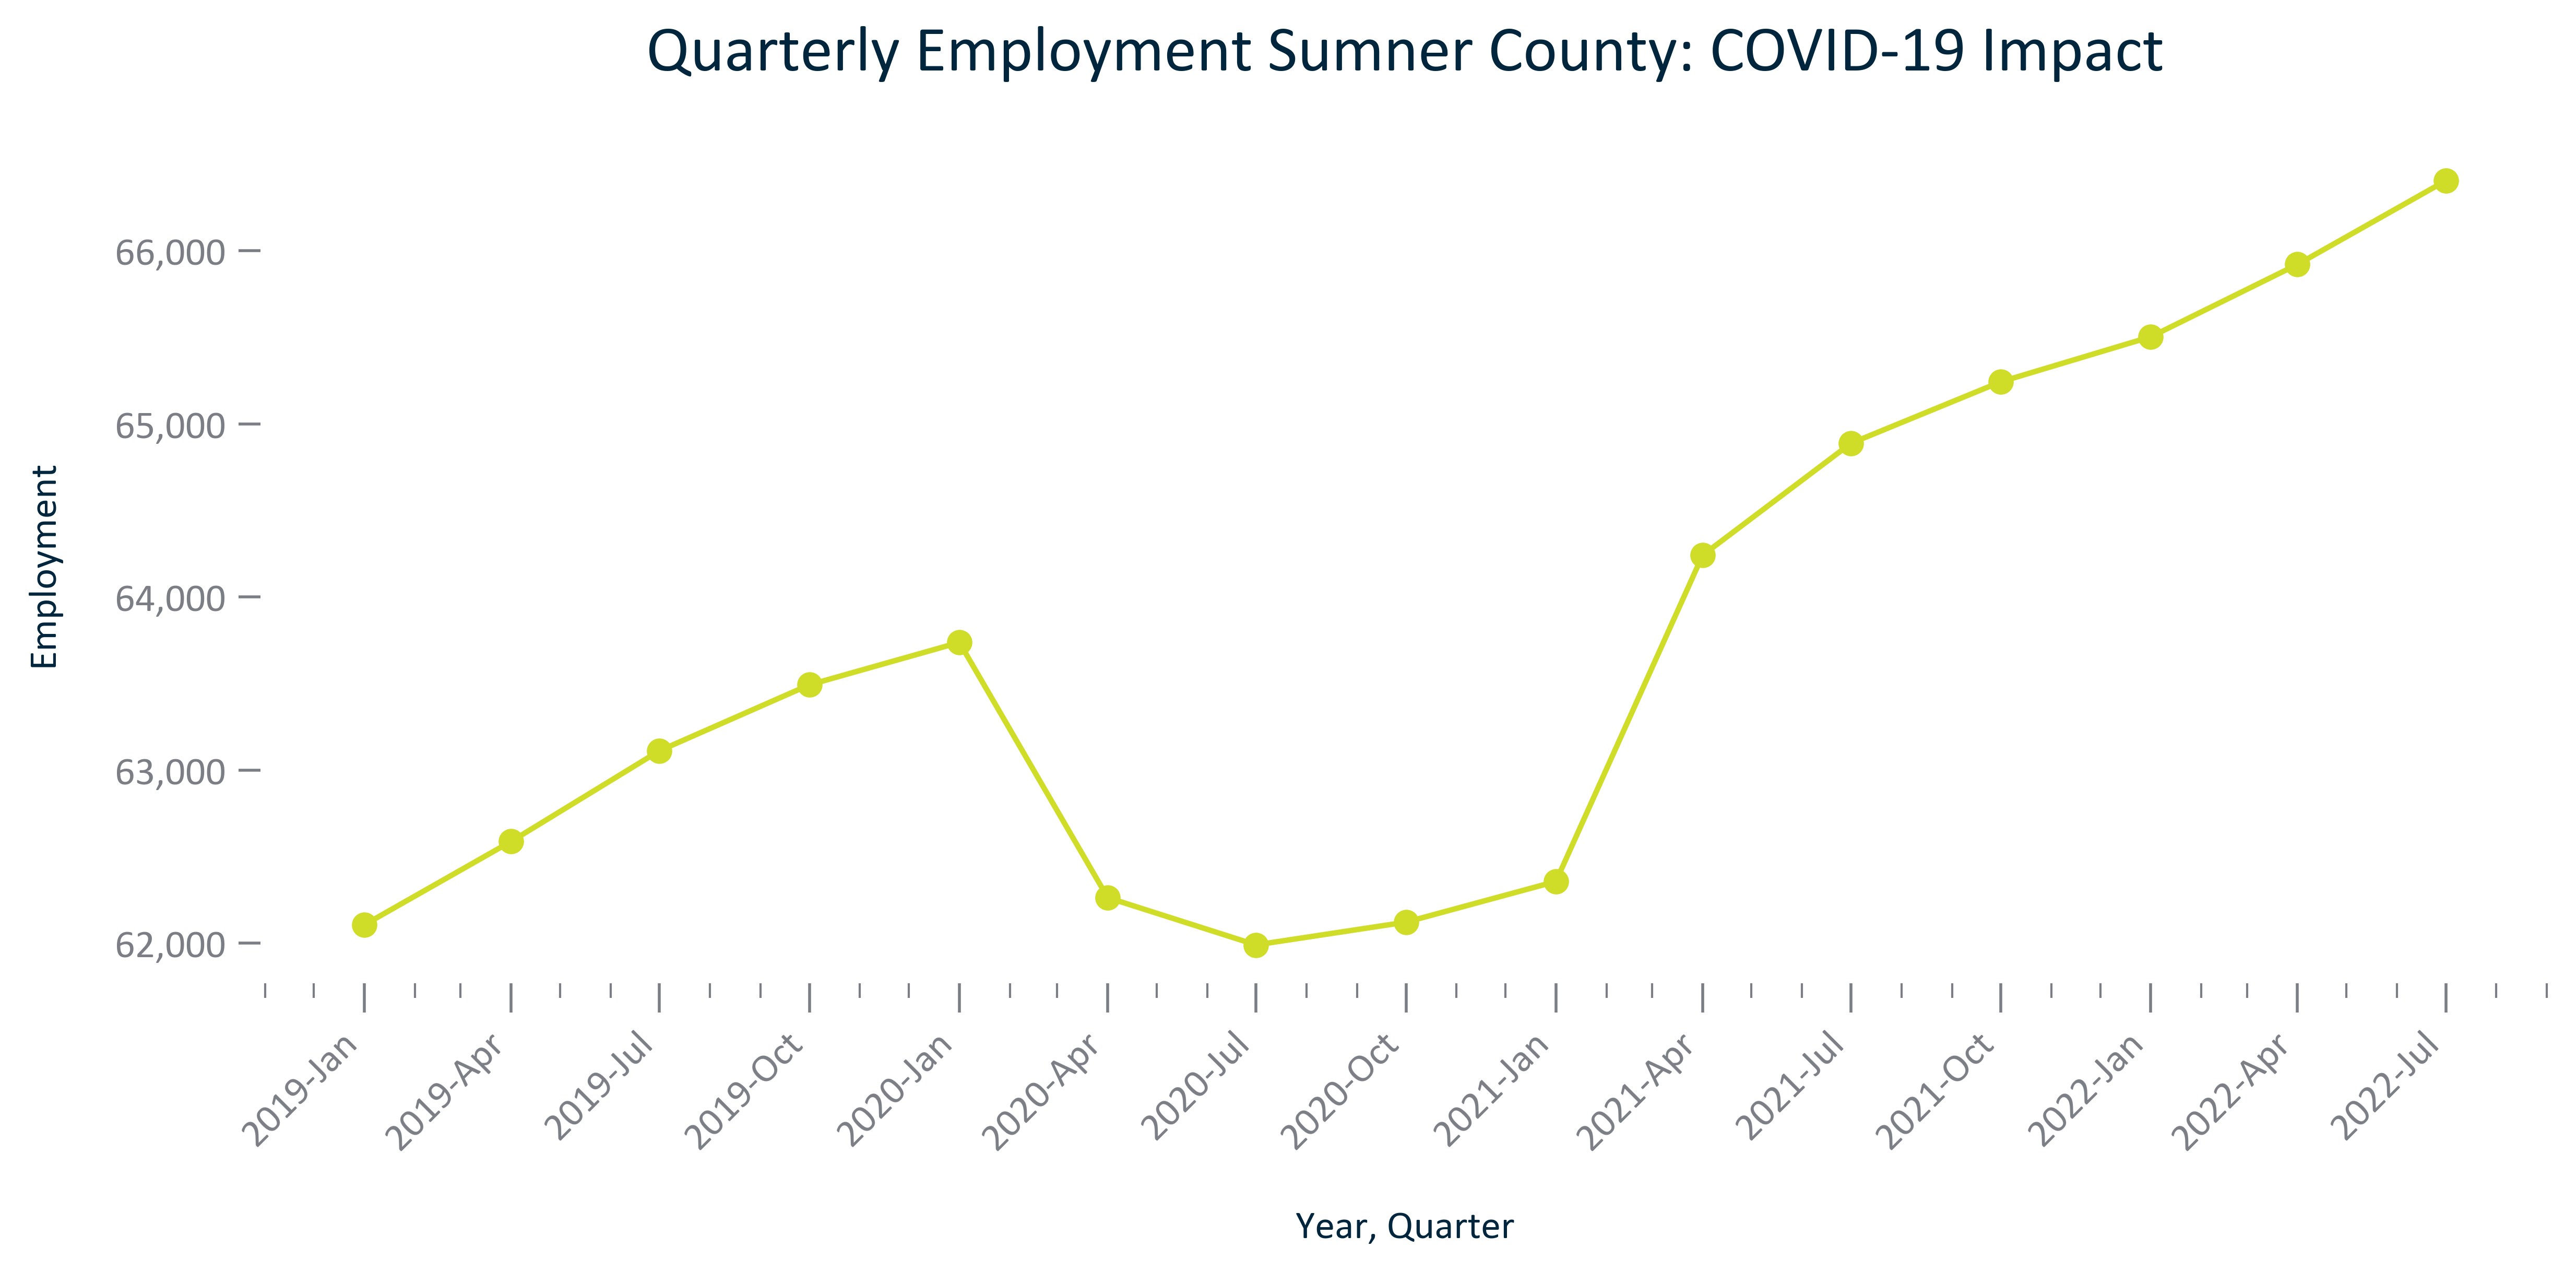 Quarterly Employment Sumner County: COVID-19 Impact
Employment
66,000
65,000
64,000
63,000
62,000
2019-Jan
2019-Apr
2019-Jul
2019-Oct
2020-Jan
2020-Apr
2020-Jul
2020-Oct
2021-Jan
2021-Apr
2021-Jul
2021-Oct
2022-Jan
2022-Apr
2022-Jul
Year, Quarter